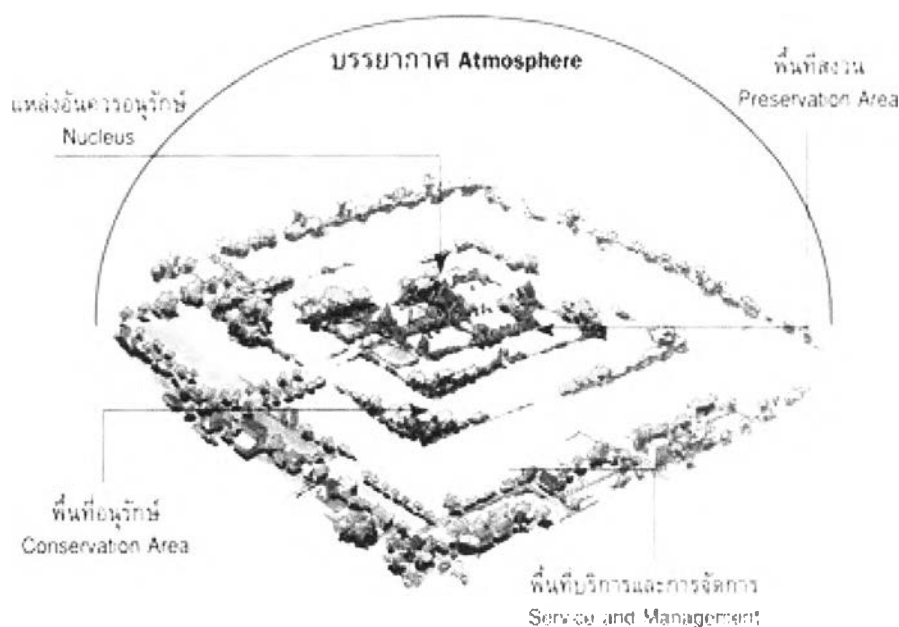 บรรยากาศ Atmosphere
แหล่งอันควรอนุรักษ์
Nucleus
พื้นที่สงวน
Preservation Area
พื้นที่อนุรักษ์
Conservation Area
พื้นที่บริการและการจัดการ
Service and Management